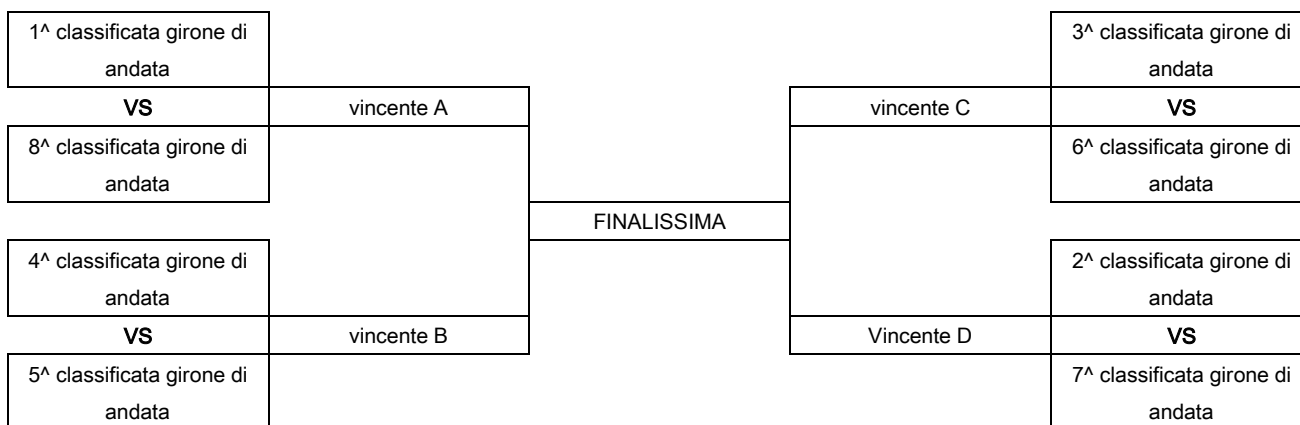 1^ classificata girone di
andata
VS
8^ classificata girone di
andata
vincente A
4^ classificata girone di
andata
VS
5^ classificata girone di
andata
vincente B
FINALISSIMA
vincente C
3^ classificata girone di
andata
VS
6^ classificata girone di
andata
Vincente D
2^ classificata girone di
andata
VS
7^ classificata girone di
andata